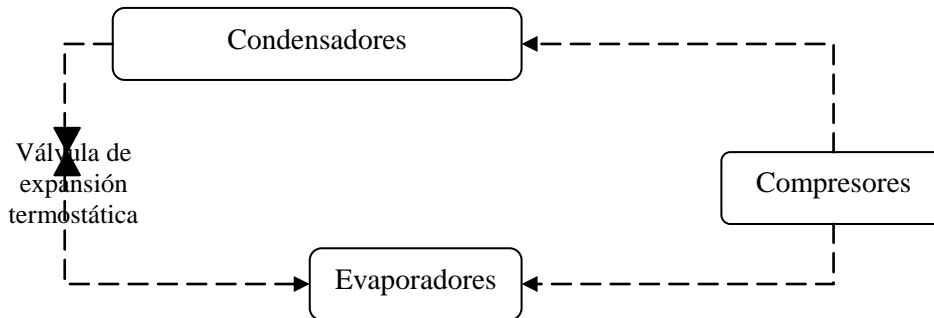 Condensadores
Válvula de
expansión
termostática
Compresores
Evaporadores